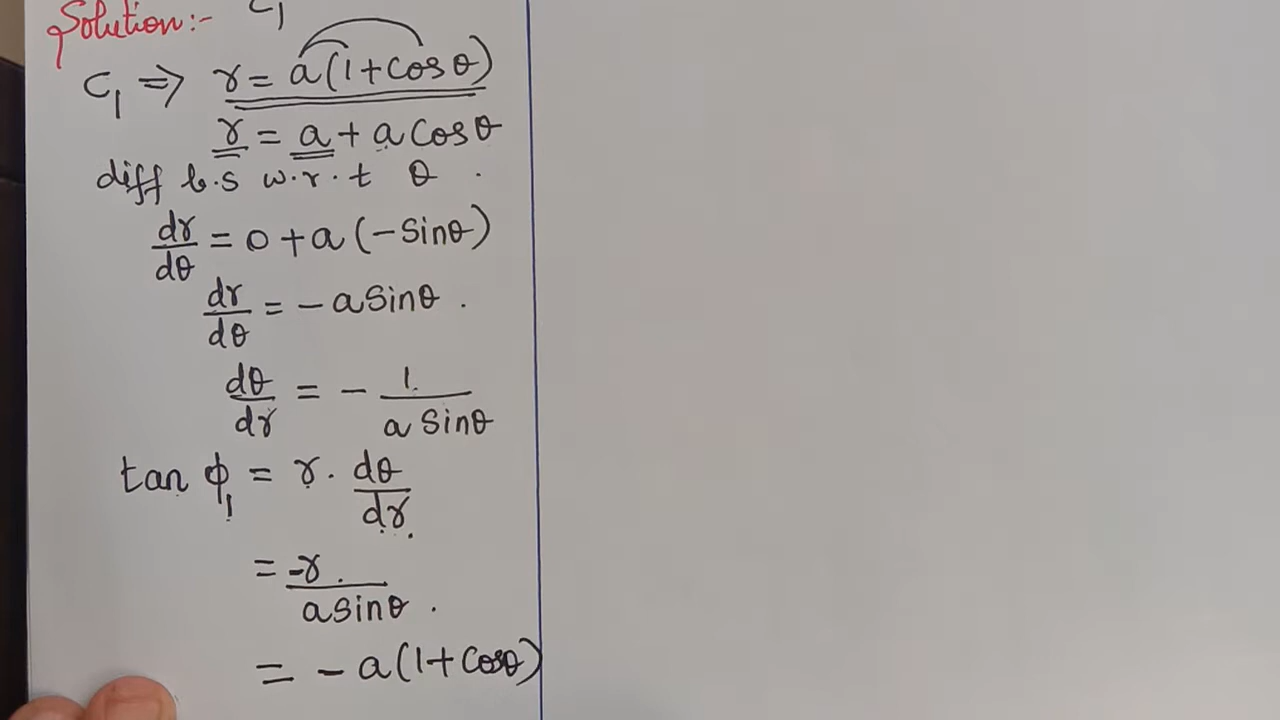 Solution:- C₁
C₁ ⇒ r = a(1+cosθ)
r = a + a cosθ
diff b.s w.r.t θ .
dr/dθ = 0 + a(-sinθ)
dr/dθ = - a sinθ .
dθ/dr = - 1/a sinθ
tan ϕ₁ = r . dθ/dr
= -r/a sinθ .
= - a(1+cosθ)